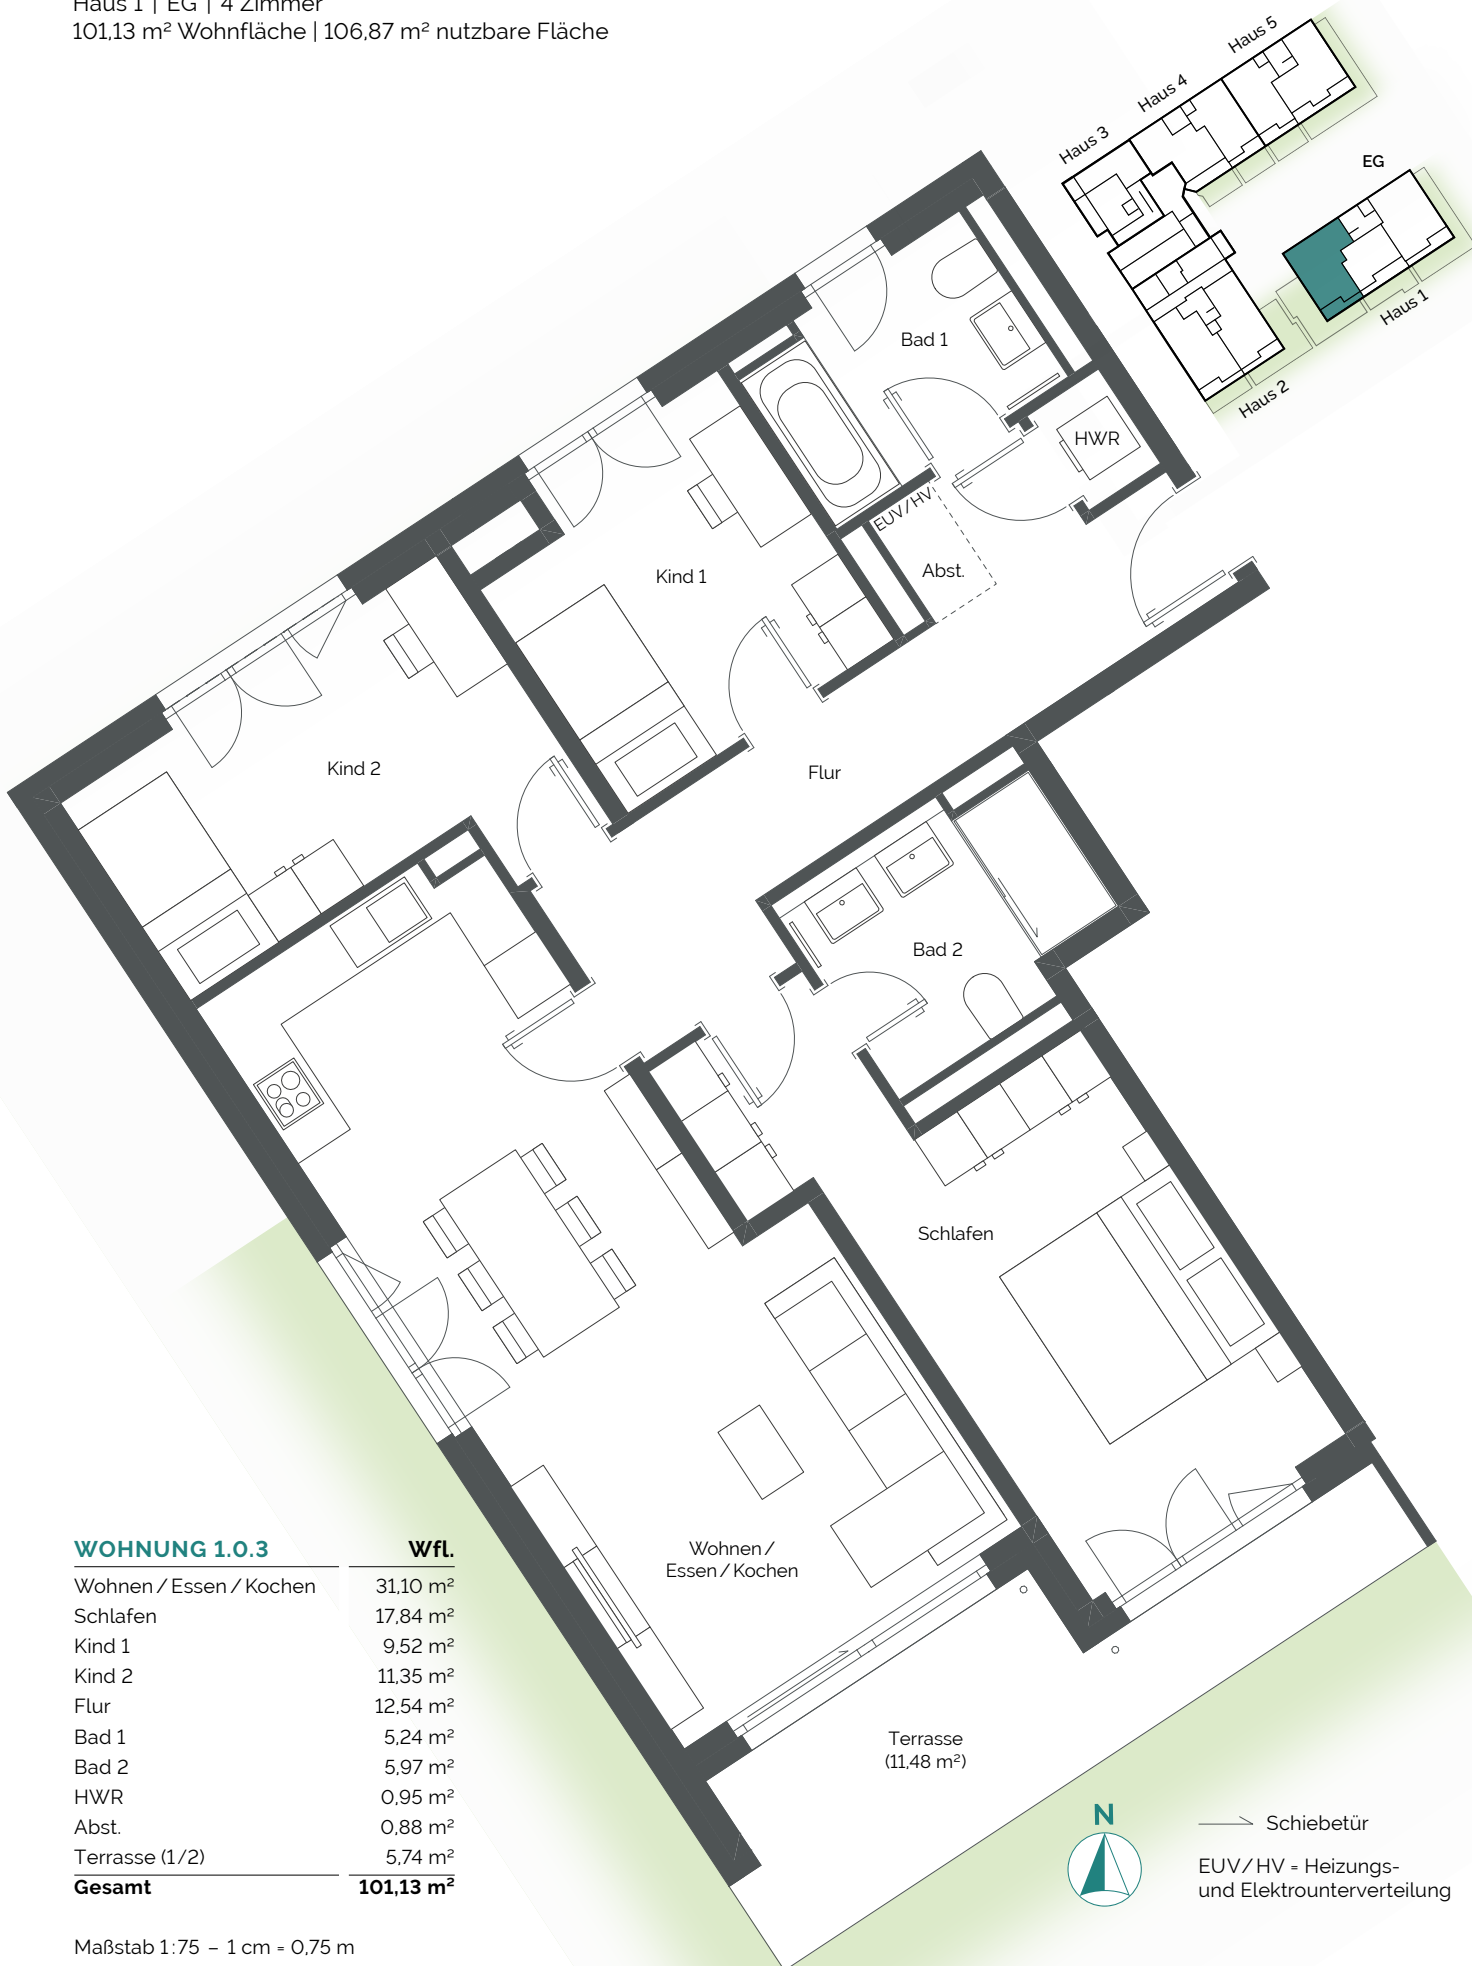 Haus 1 | EG | 4 Zimmer
101,13 m² Wohnfläche | 106,87 m² nutzbare Fläche
Haus 5
Haus 4
Haus 3
EG
Haus 1
Haus 2
Bad 1
HWR
EUV/HV
Abst.
Kind 1
Kind 2
Flur
Bad 2
Schlafen
Wohnen /
Essen / Kochen
Terrasse
(11,48 m²)
WOHNUNG 1.0.3 Wfl.
Wohnen / Essen / Kochen 31,10 m²
Schlafen 17,84 m²
Kind 1 9,52 m²
Kind 2 11,35 m²
Flur 12,54 m²
Bad 1 5,24 m²
Bad 2 5,97 m²
HWR 0,95 m²
Abst. 0,88 m²
Terrasse (1/2) 5,74 m²
Gesamt 101,13 m²
Maßstab 1:75 – 1 cm = 0,75 m
N
Schiebetür
EUV/HV = Heizungs-
und Elektrounterverteilung